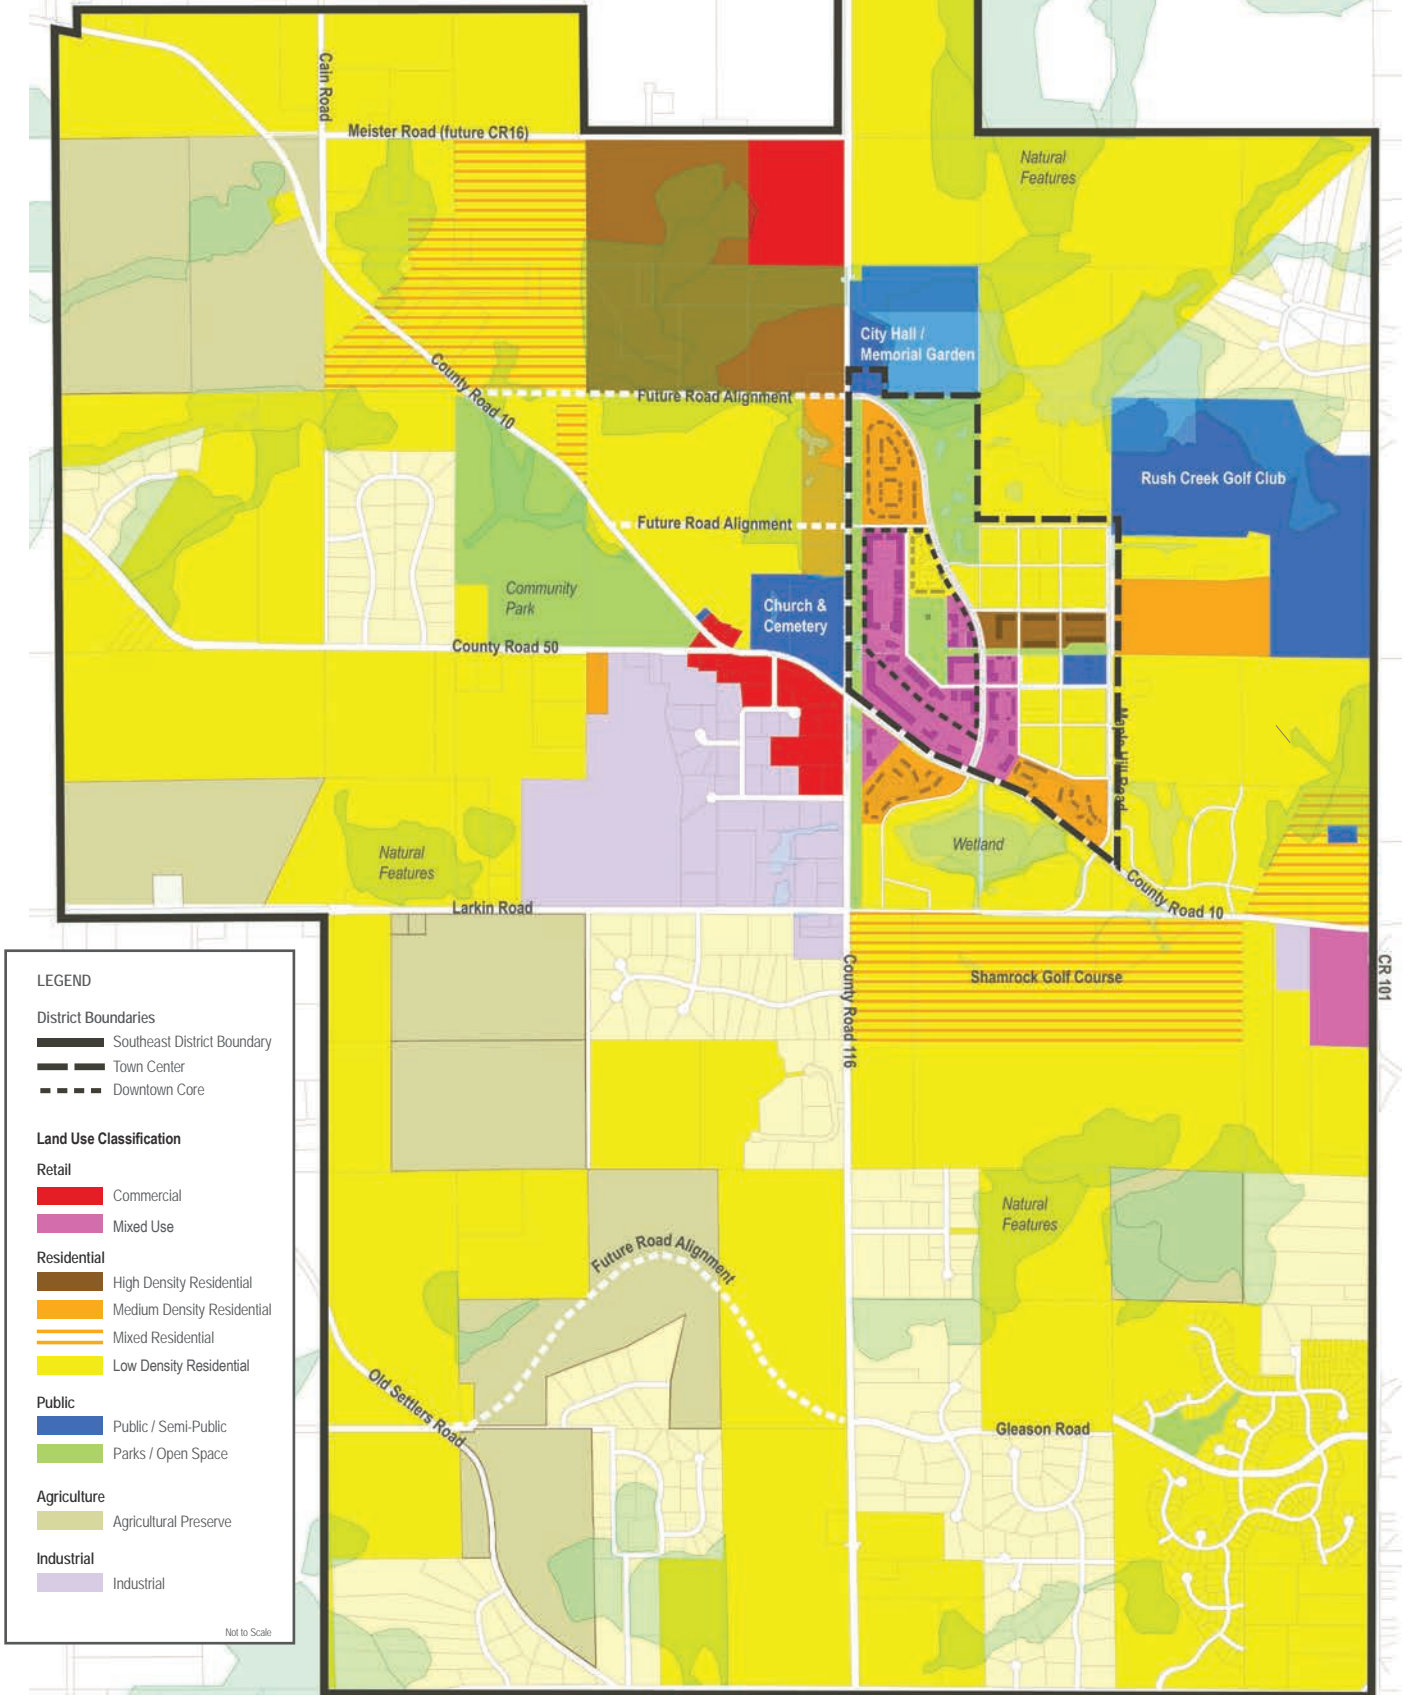 Cain Road
Meister Road (future CR16)
Natural
Features
City Hall /
Memorial Garden
County Road 10
Future Road Alignment
Rush Creek Golf Club
Future Road Alignment
Community
Park
Church &
Cemetery
County Road 50
Maple Hill Road
Natural
Features
Wetland
County Road 10
Larkin Road
Shamrock Golf Course
County Road 116
CR 101
Natural
Features
Future Road Alignment
Old Settlers Road
Gleason Road
LEGEND
District Boundaries
Southeast District Boundary
Town Center
Downtown Core
Land Use Classification
Retail
Commercial
Mixed Use
Residential
High Density Residential
Medium Density Residential
Mixed Residential
Low Density Residential
Public
Public / Semi-Public
Parks / Open Space
Agriculture
Agricultural Preserve
Industrial
Industrial
Not to Scale